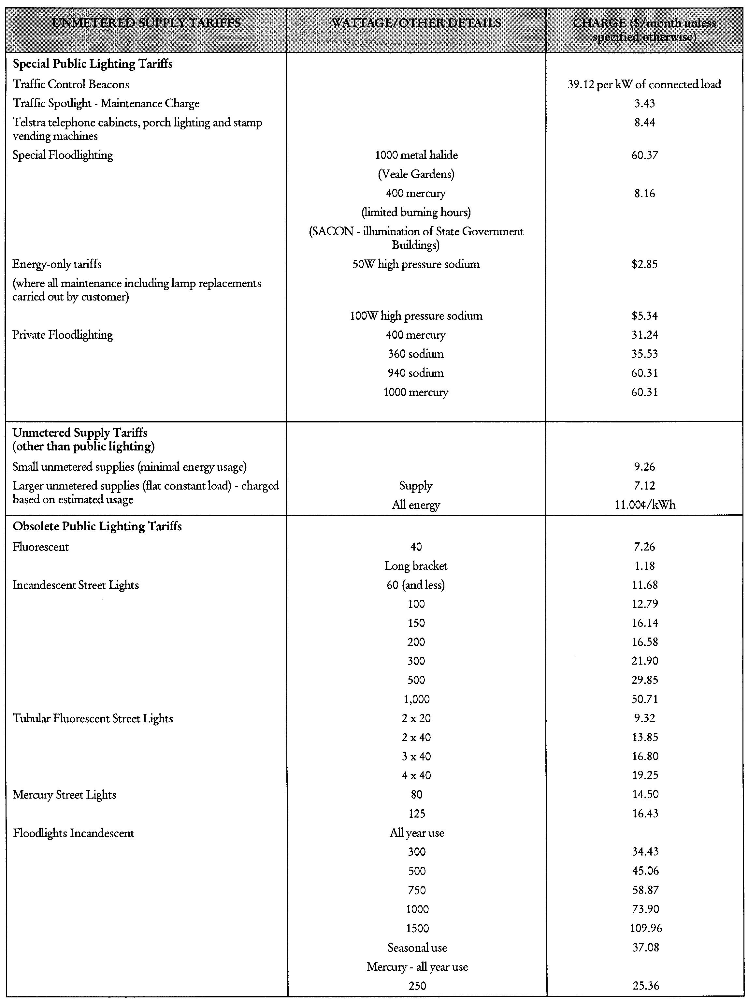 UNMETERED SUPPLY TARIFFS WATTAGE/OTHER DETAILS CHARGE ($/month unless
specified otherwise)
Special Public Lighting Tariffs
Traffic Control Beacons 39.12 per kW of connected load
Traffic Spotlight - Maintenance Charge 3.43
Telstra telephone cabinets, porch lighting and stamp 8.44
vending machines
Special Floodlighting 1000 metal halide 60.37
(Veale Gardens)
400 mercury 8.16
(limited burning hours)
(SACON - illumination of State Government
Buildings)
Energy-only tariffs 50W high pressure sodium $2.85
(where all maintenance including lamp replacements
carried out by customer)
100W high pressure sodium $5.34
Private Floodlighting 400 mercury 31.24
360 sodium 35.53
940 sodium 60.31
1000 mercury 60.31
Unmetered Supply Tariffs
(other than public lighting)
Small unmetered supplies (minimal energy usage) 9.26
Larger unmetered supplies (flat constant load) - charged Supply 7.12
based on estimated usage
All energy 11.00¢/kWh
Obsolete Public Lighting Tariffs
Fluorescent 40 7.26
Long bracket 1.18
Incandescent Street Lights 60 (and less) 11.68
100 12.79
150 16.14
200 16.58
300 21.90
500 29.85
1,000 50.71
Tubular Fluorescent Street Lights 2 x 20 9.32
2 x 40 13.85
3 x 40 16.80
4 x 40 19.25
Mercury Street Lights 80 14.50
125 16.43
Floodlights Incandescent All year use
300 34.43
500 45.06
750 58.87
1000 73.90
1500 109.96
Seasonal use 37.08
Mercury - all year use
250 25.36